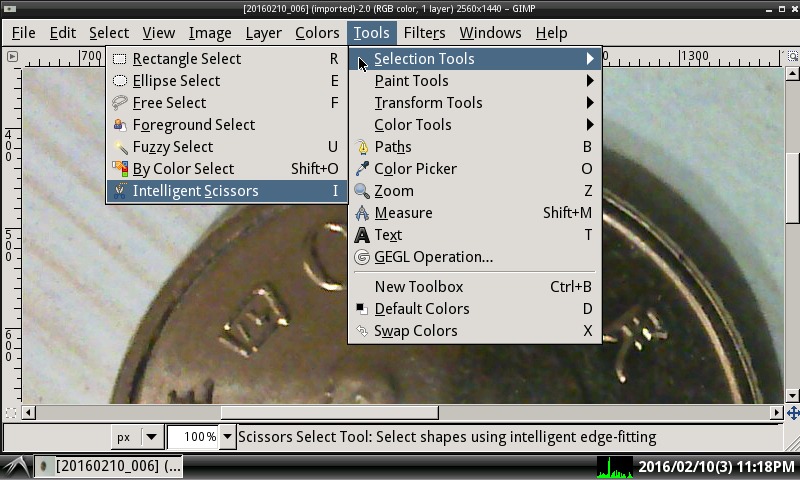 [20160210_006] (imported)-2.0 (RGB color, 1 layer) 2560x1440 – GIMP
File Edit Select View Image Layer Colors Tools Filters Windows Help
700 1300
Rectangle Select R
Ellipse Select E
Free Select F
Foreground Select
Fuzzy Select U
By Color Select Shift+O
Intelligent Scissors I
Selection Tools
Paint Tools
Transform Tools
Color Tools
Paths B
Color Picker O
Zoom Z
Measure Shift+M
Text T
GEGL Operation...
New Toolbox Ctrl+B
Default Colors D
Swap Colors X
400
500
600
px 100% Scissors Select Tool: Select shapes using intelligent edge-fitting
[20160210_006] (... 2016/02/10(3) 11:18PM